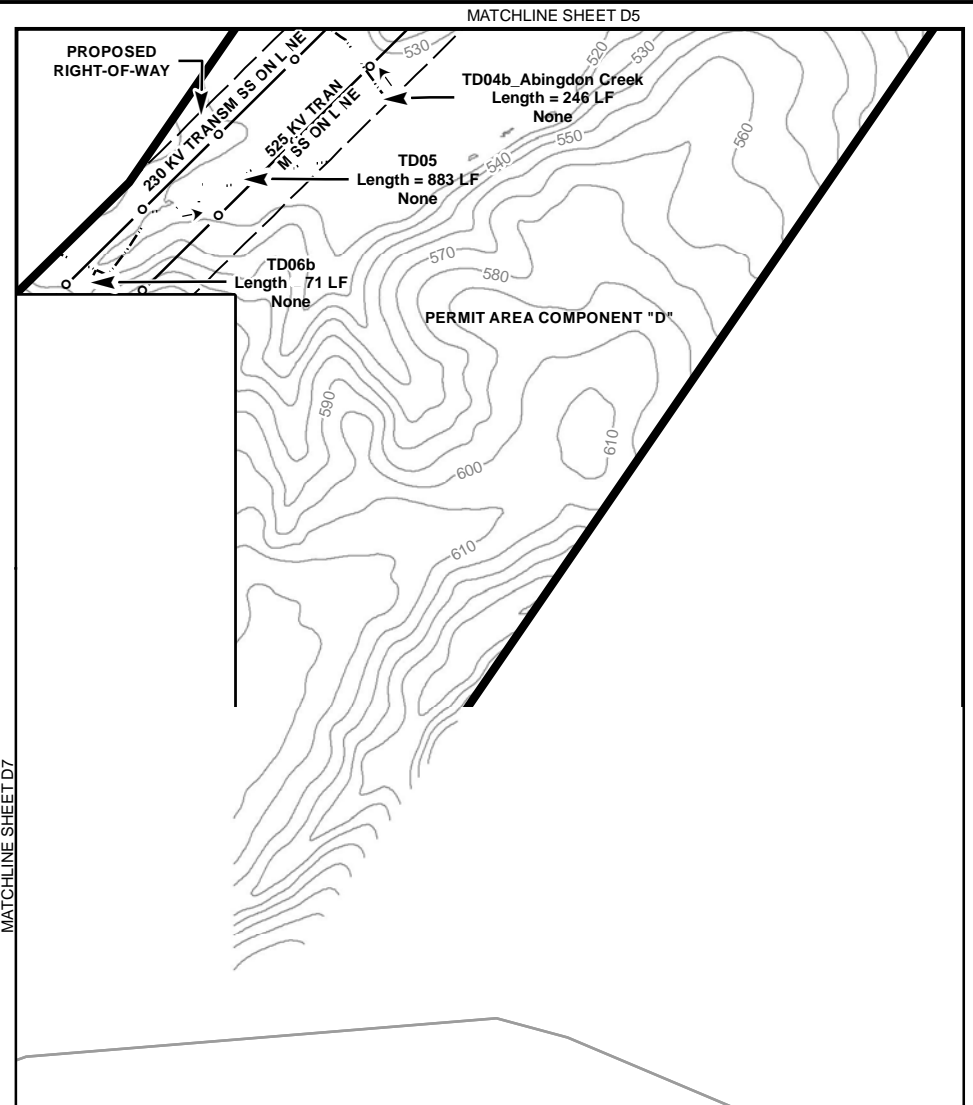 MATCHLINE SHEET D5
PROPOSED
RIGHT-OF-WAY
230 KV TRANSM SS ON L NE
525 KV TRAN
M SS ON L NE
530
520
530
TD04b_Abingdon Creek
Length = 246 LF
None
540
550
560
TD05
Length = 883 LF
None
570
580
TD06b
Length 71 LF
None
PERMIT AREA COMPONENT "D"
590
600
610
610
MATCHLINE SHEET D7